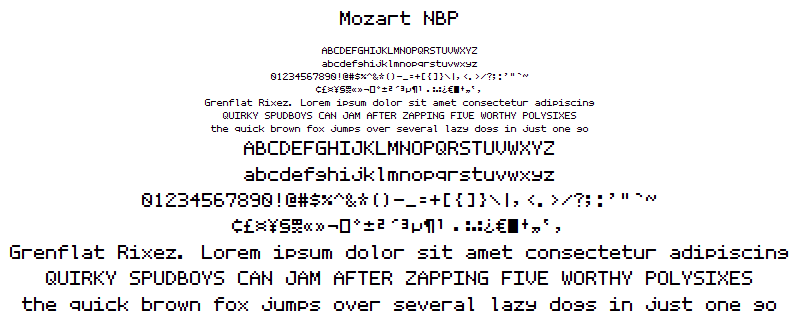 Mozart NBP
ABCDEFGHIJKLMNOPQRSTUVWXYZ
abcdefghijklmnopqrstuvwxyz
01234567890!@#$%^&*()-_=+[{]}\|,<.>/?;:'"`~
¢£¤¥§«»¬°±²´³µ¶¹.¿€
Grenflat Rixez. Lorem ipsum dolor sit amet consectetur adipiscing
QUIRKY SPUDBOYS CAN JAM AFTER ZAPPING FIVE WORTHY POLYSIXES
the quick brown fox jumps over several lazy dogs in just one go
ABCDEFGHIJKLMNOPQRSTUVWXYZ
abcdefghijklmnopqrstuvwxyz
01234567890!@#$%^&*()-_=+[{]}\|,<.>/?;:'"`~
¢£¤¥§«»¬°±²´³µ¶¹.¿€
Grenflat Rixez. Lorem ipsum dolor sit amet consectetur adipiscing
QUIRKY SPUDBOYS CAN JAM AFTER ZAPPING FIVE WORTHY POLYSIXES
the quick brown fox jumps over several lazy dogs in just one go